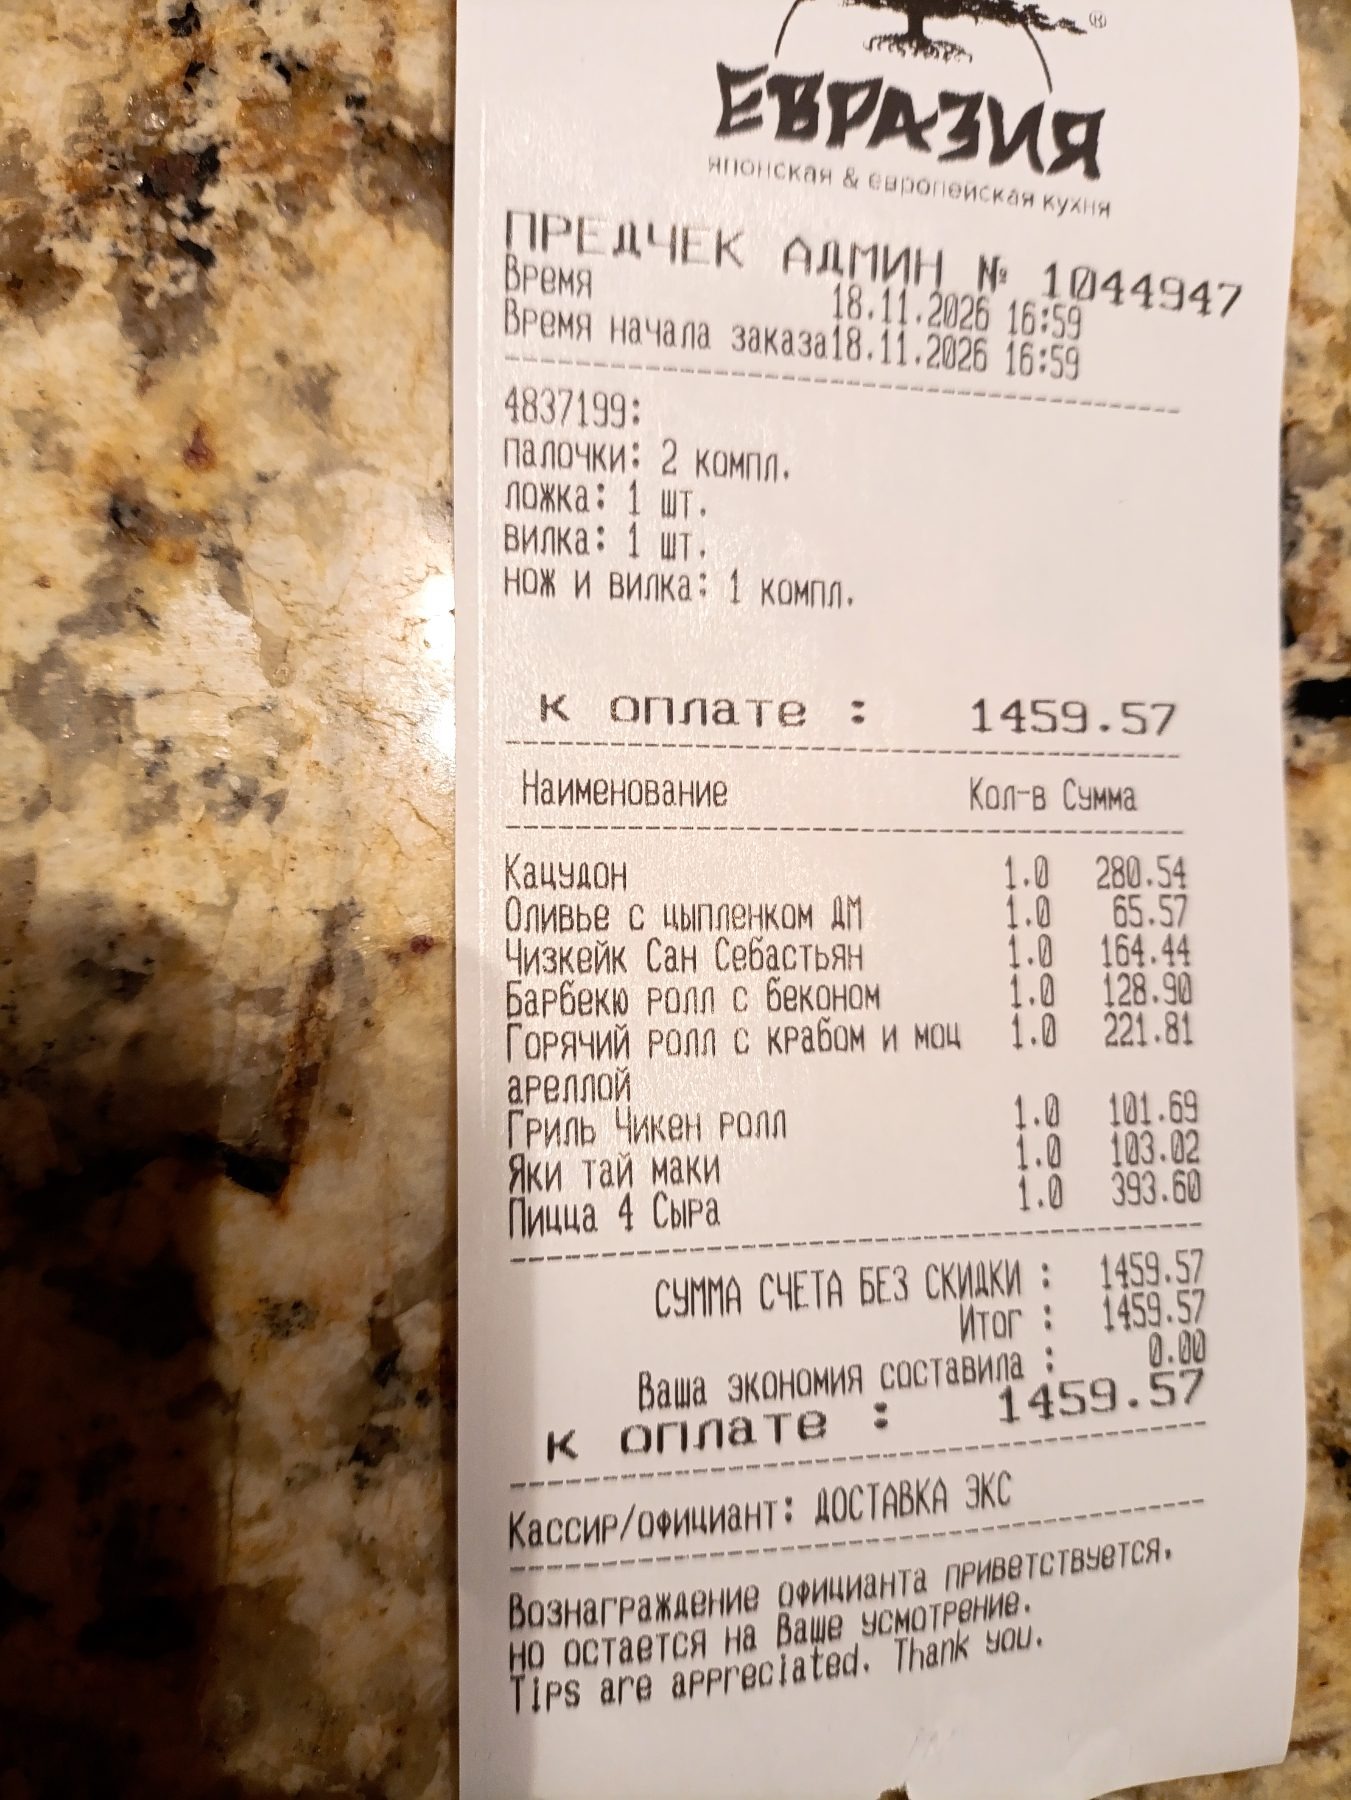 ®
ЕВРАЗИЯ
японская & европейская кухня
ПРЕДЧЕК АДМИН № 1044947
Время 18.11.2026 16:59
Время начала заказа18.11.2026 16:59
4837199:
палочки: 2 компл.
ложка: 1 шт.
вилка: 1 шт.
нож и вилка: 1 компл.
К оплате : 1459.57
Наименование Кол-в Сумма
Кацудон 1.0 280.54
Оливье с цыпленком ДМ 1.0 65.57
Чизкейк Сан Себастьян 1.0 164.44
Барбекю ролл с беконом 1.0 128.90
Горячий ролл с крабом и моц 1.0 221.81
ареллой
Гриль Чикен ролл 1.0 101.69
Яки тай маки 1.0 103.02
Пицца 4 Сыра 1.0 393.60
СУММА СЧЕТА БЕЗ СКИДКИ : 1459.57
Итог : 1459.57
Ваша экономия составила : 0.00
К оплате : 1459.57
Кассир/официант: ДОСТАВКА ЭКС
Вознаграждение официанта приветствуется,
но остается на Ваше усмотрение.
Tips are appreciated. Thank you.